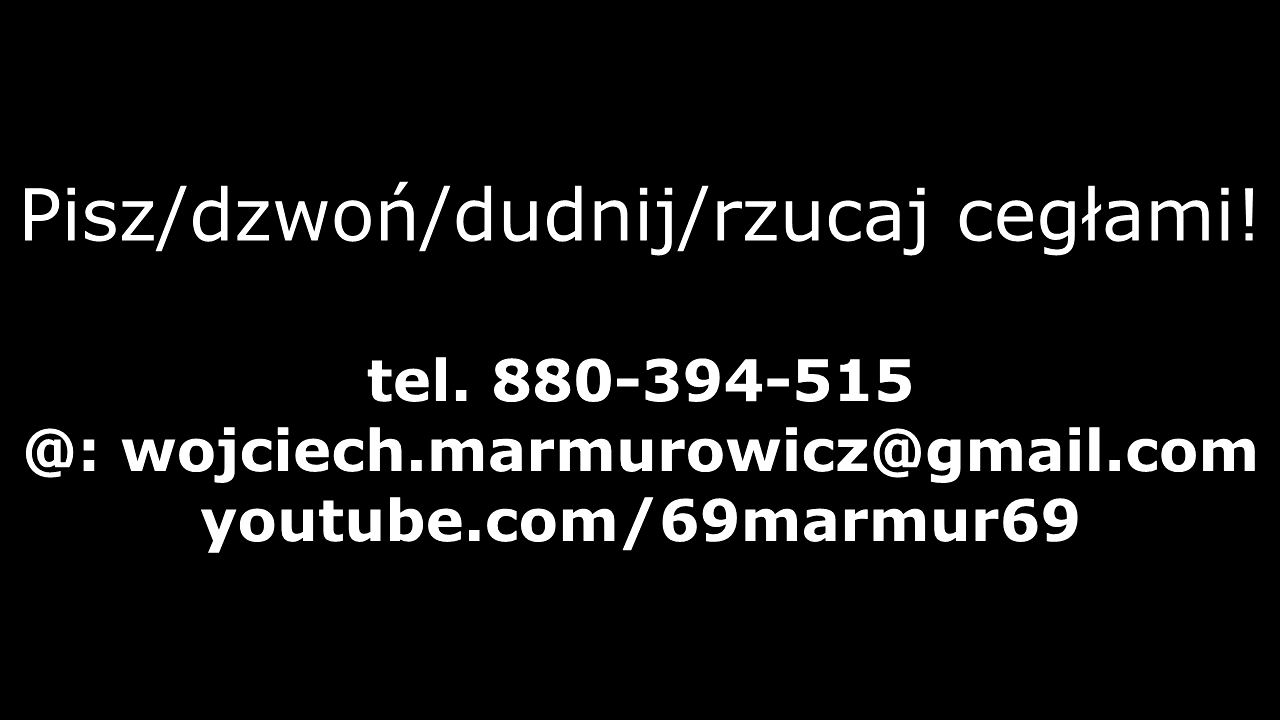 Pisz/dzwoń/dudnij/rzucaj cegłami!
tel. 880-394-515
@: wojciech.marmurowicz@gmail.com
youtube.com/69marmur69